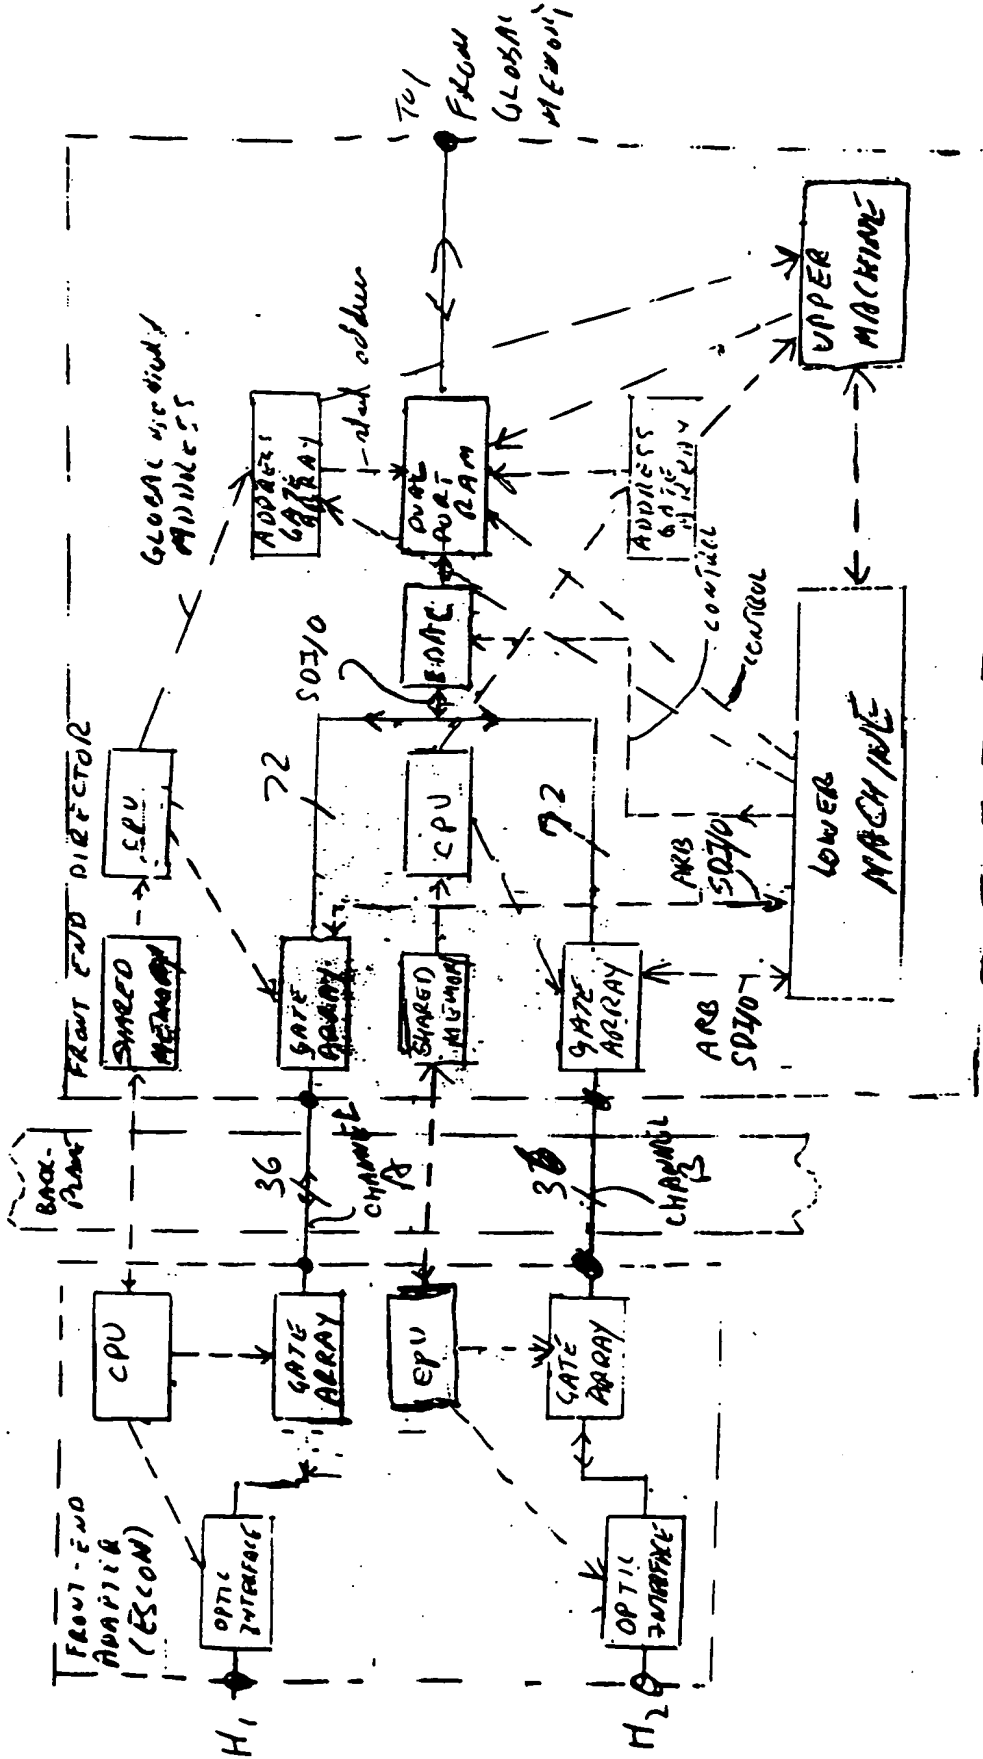 FRONT-END
ADAPTER
(ESCON)
H1
OPTIC
INTERFACE
CPU
GATE
ARRAY
H2
OPTIC
INTERFACE
GATE
ARRAY
BACK-
PLANE
36
CHANNEL
A
36
CHANNEL
B
FRONT END DIRECTOR
SHARED
MEMORY
CPU
GATE
ARRAY
72
SHARED
MEMORY
CPU
GATE
ARRAY
72
ARB
SDI/O
ARB
SDI/O
SDI/O
EDAC
GLOBAL
ADDRESS
ADDRESS
GATE
ARRAY
DUAL
PORT
RAM
ADDRESS
GATE
ARRAY
CONTROL
CONTROL
LOWER
MACHINE
UPPER
MACHINE
TO/
FROM
GLOBAL
MEMORY